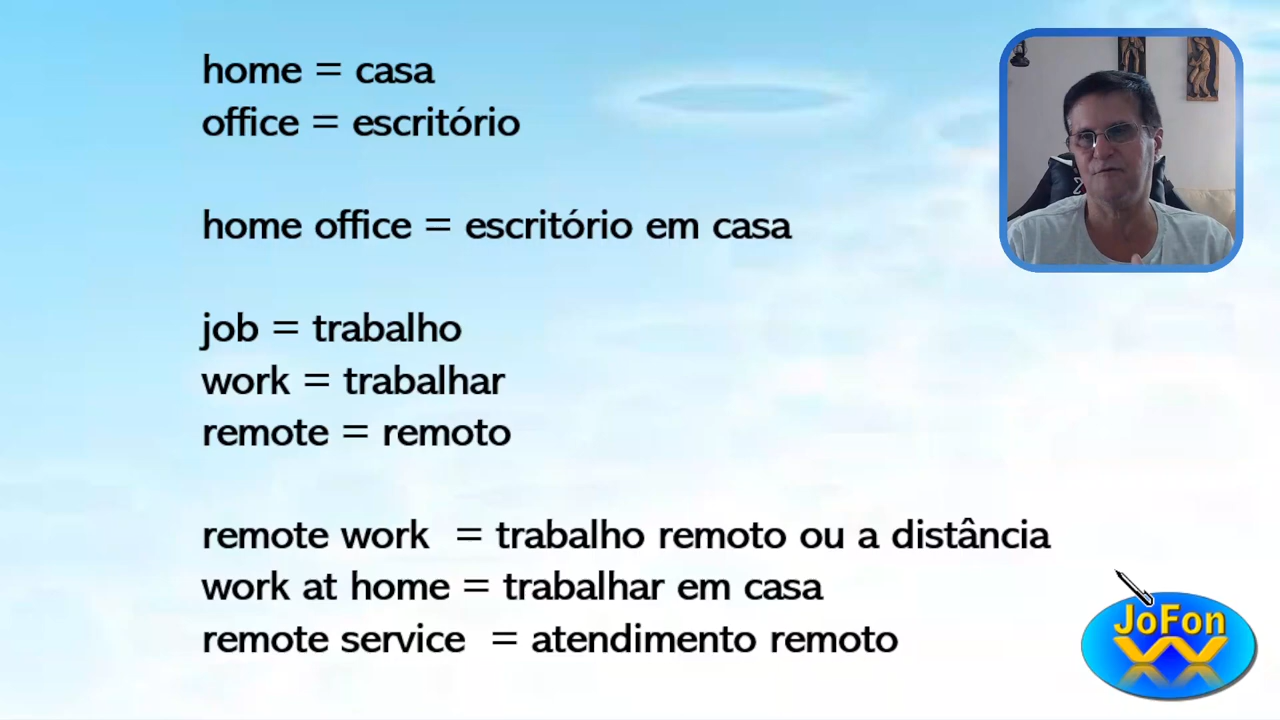 home = casa
office = escritório
home office = escritório em casa
job = trabalho
work = trabalhar
remote = remoto
remote work = trabalho remoto ou a distância
work at home = trabalhar em casa
remote service = atendimento remoto
JoFon